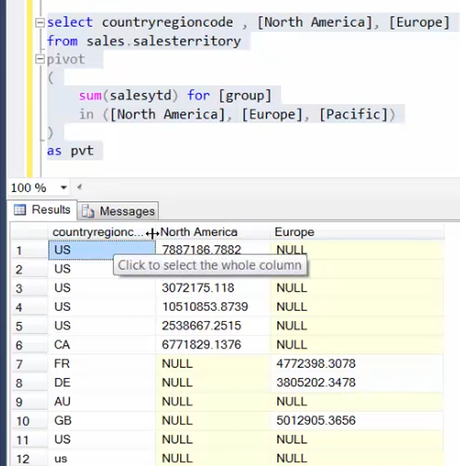 select countryregioncode , [North America], [Europe]
from sales.salesterritory
pivot
(
sum(salesytd) for [group]
in ([North America], [Europe], [Pacific])
)
as pvt
100 %
Results Messages
countryregionc... North America Europe
1 US 7887186.7882 NULL
2 US
Click to select the whole column
3 US 3072175.118 NULL
4 US 10510853.8739 NULL
5 US 2538667.2515 NULL
6 CA 6771829.1376 NULL
7 FR NULL 4772398.3078
8 DE NULL 3805202.3478
9 AU NULL NULL
10 GB NULL 5012905.3656
11 US NULL NULL
12 us NULL NULL